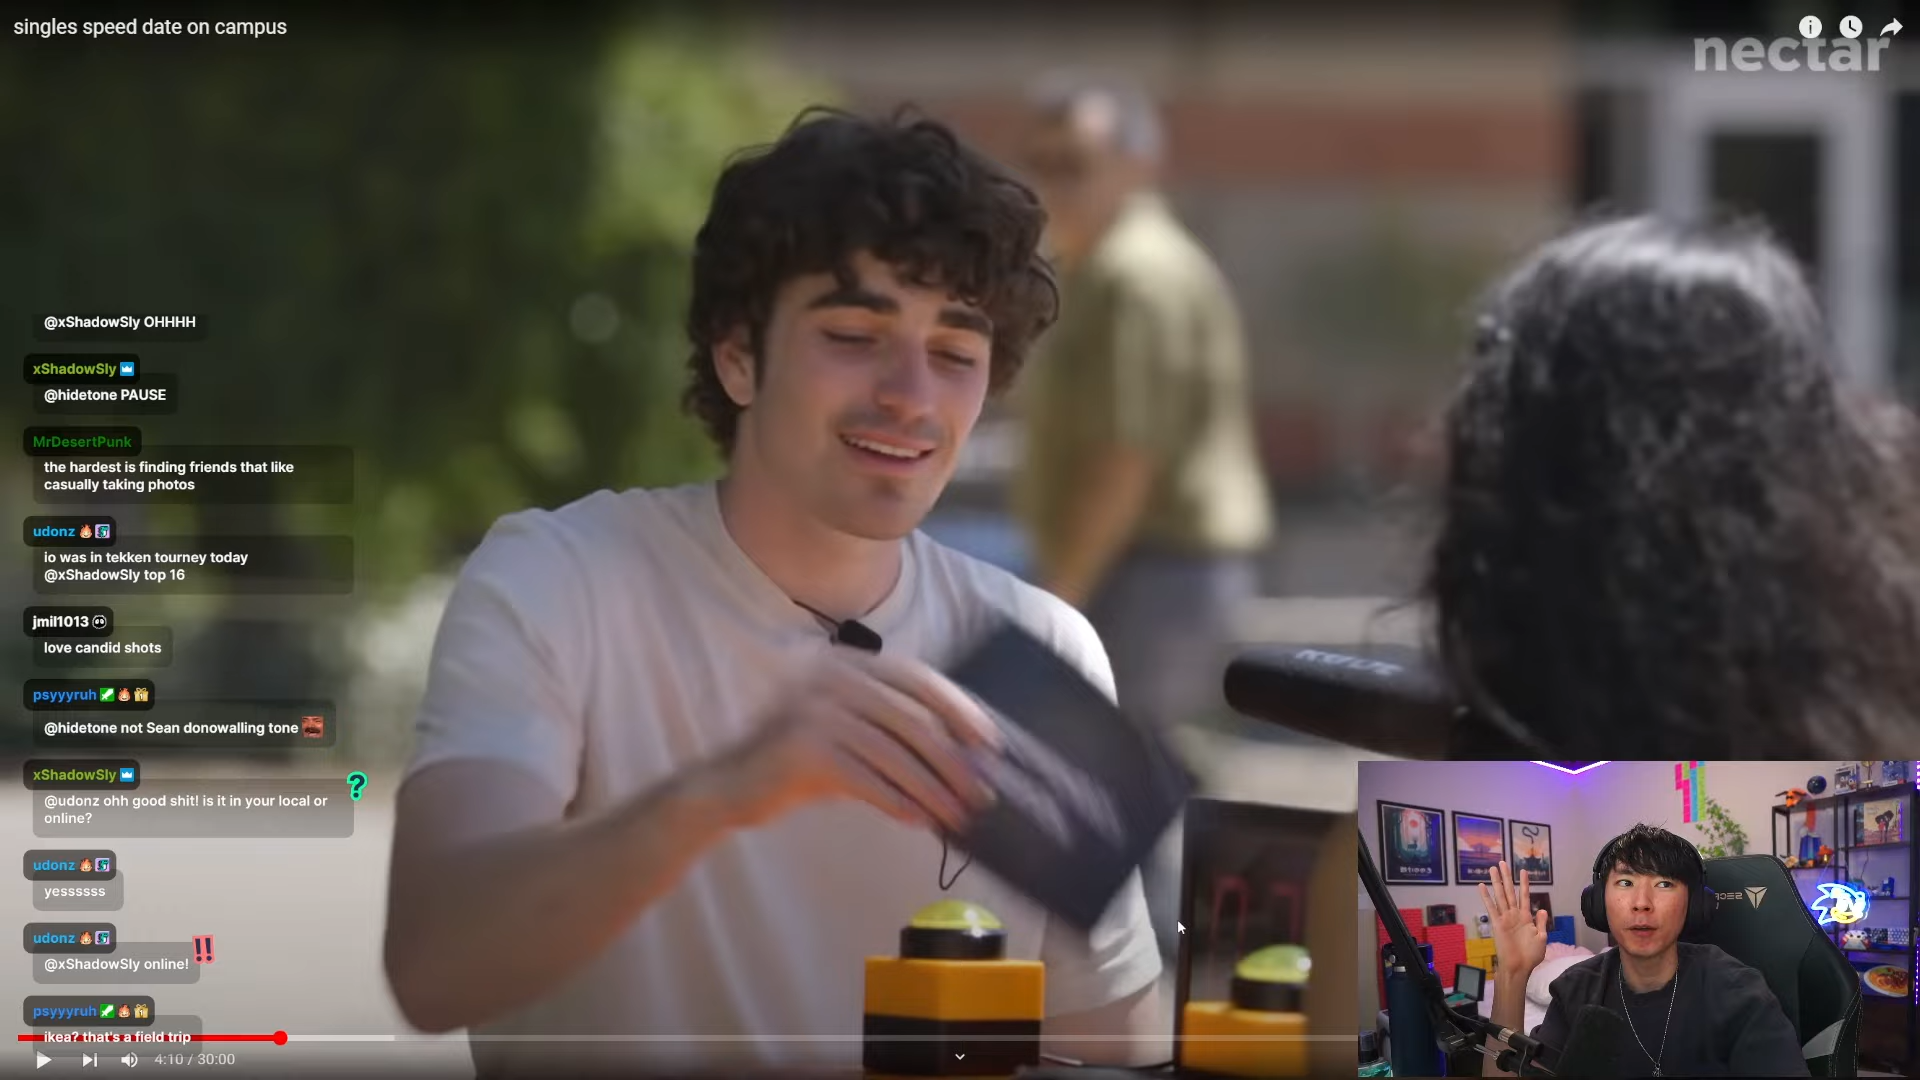 singles speed date on campus
nectar
@xShadowSly OHHHH
xShadowSly
@hidetone PAUSE
MrDesertPunk
the hardest is finding friends that like
casually taking photos
udonz
io was in tekken tourney today
@xShadowSly top 16
jmil1013
love candid shots
psyyyruh
@hidetone not Sean donowalling tone
xShadowSly
@udonz ohh good shit! is it in your local or
online?
udonz
yessssss
udonz
@xShadowSly online!
psyyyruh
ikea? that's a field trip
4:10 / 30:00